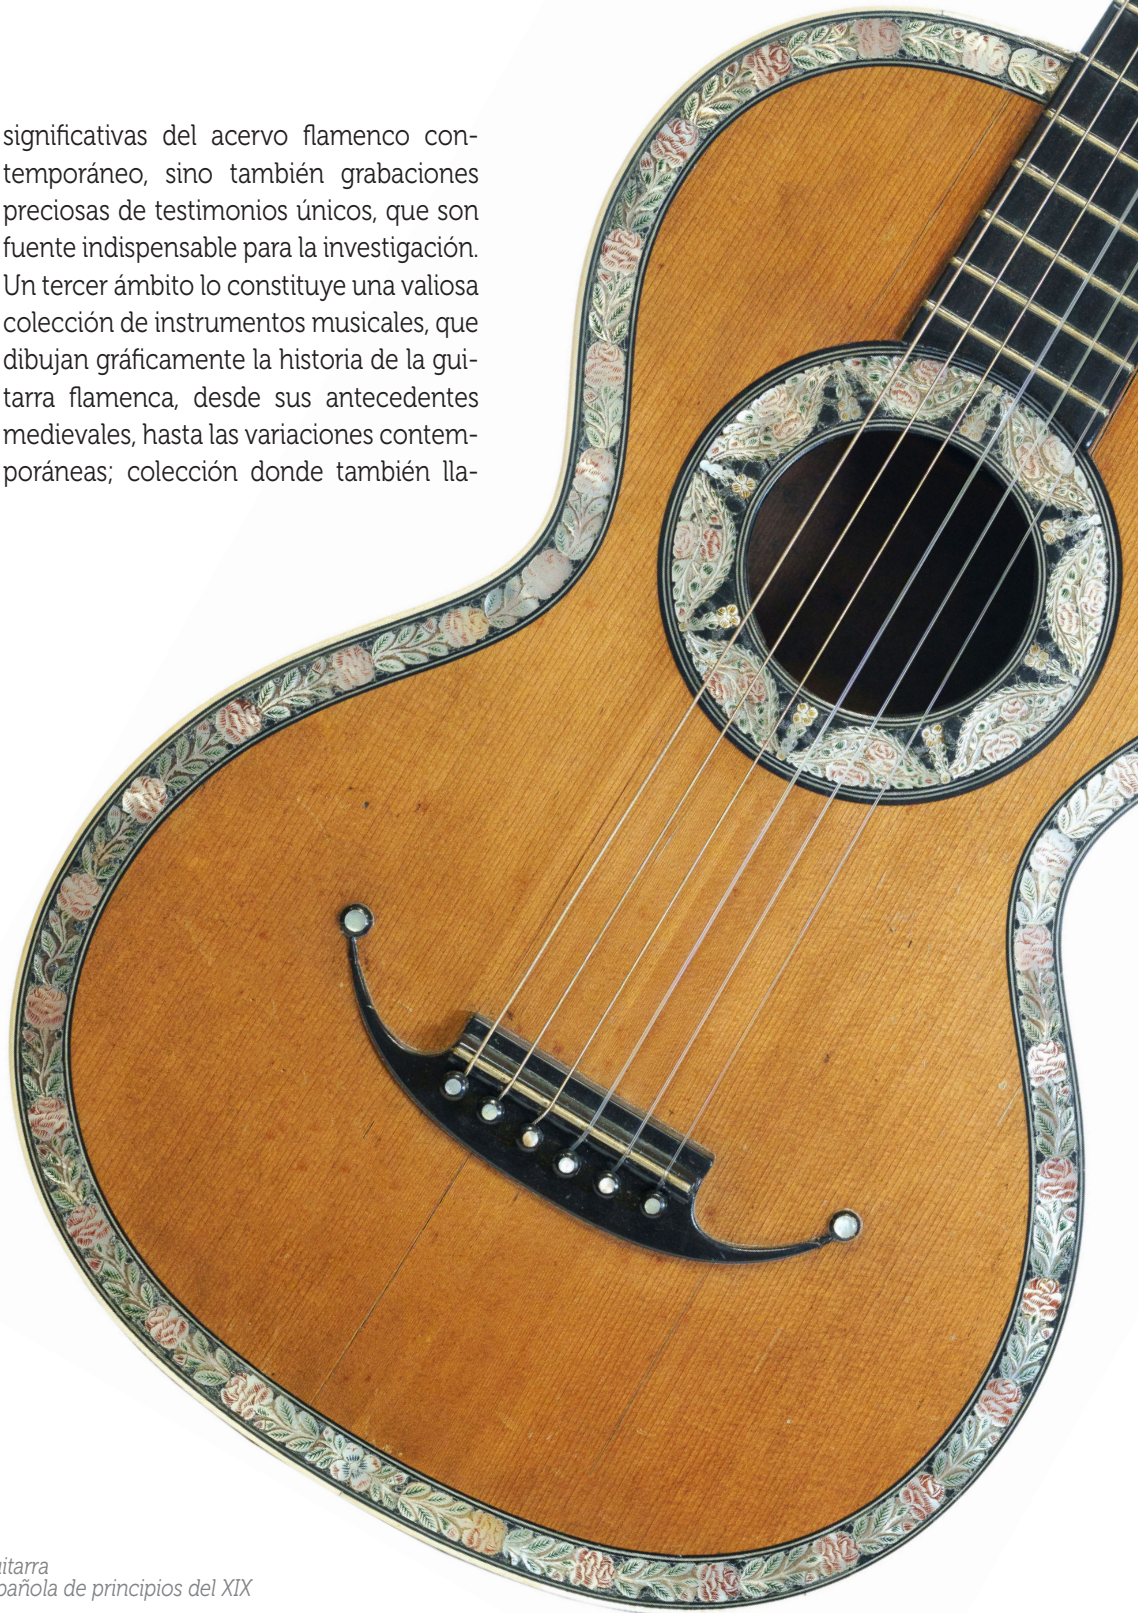 significativas del acervo flamenco con-
temporáneo, sino también grabaciones
preciosas de testimonios únicos, que son
fuente indispensable para la investigación.
Un tercer ámbito lo constituye una valiosa
colección de instrumentos musicales, que
dibujan gráficamente la historia de la gui-
tarra flamenca, desde sus antecedentes
medievales, hasta las variaciones contem-
poráneas; colección donde también lla-
itarra
pañola de principios del XIX